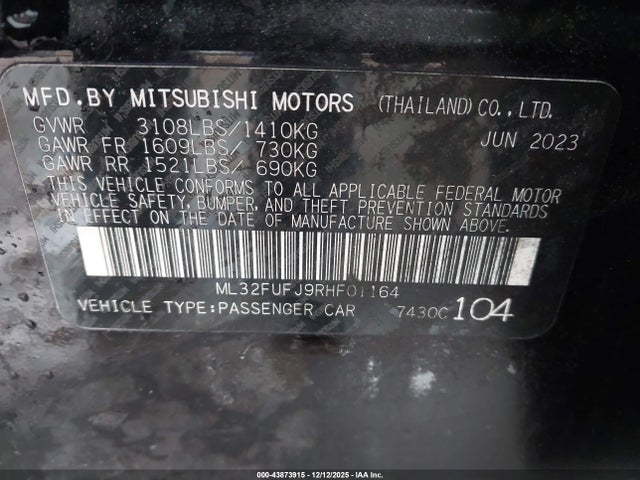 MFD.BY MITSUBISHI MOTORS (THAILAND) CO.,LTD.
GVWR 3108LBS/1410KG JUN 2023
GAWR FR 1609LBS/ 730KG
GAWR RR 1521LBS/ 690KG
THIS VEHICLE CONFORMS TO ALL APPLICABLE FEDERAL MOTOR
VEHICLE SAFETY, BUMPER, AND THEFT PREVENTION STANDARDS
IN EFFECT ON THE DATE OF MANUFACTURE SHOWN ABOVE.
ML32FUFJ9RHF01164
VEHICLE TYPE:PASSENGER CAR 7430C 104
000-43873915 - 12/12/2025 - © IAA Inc.